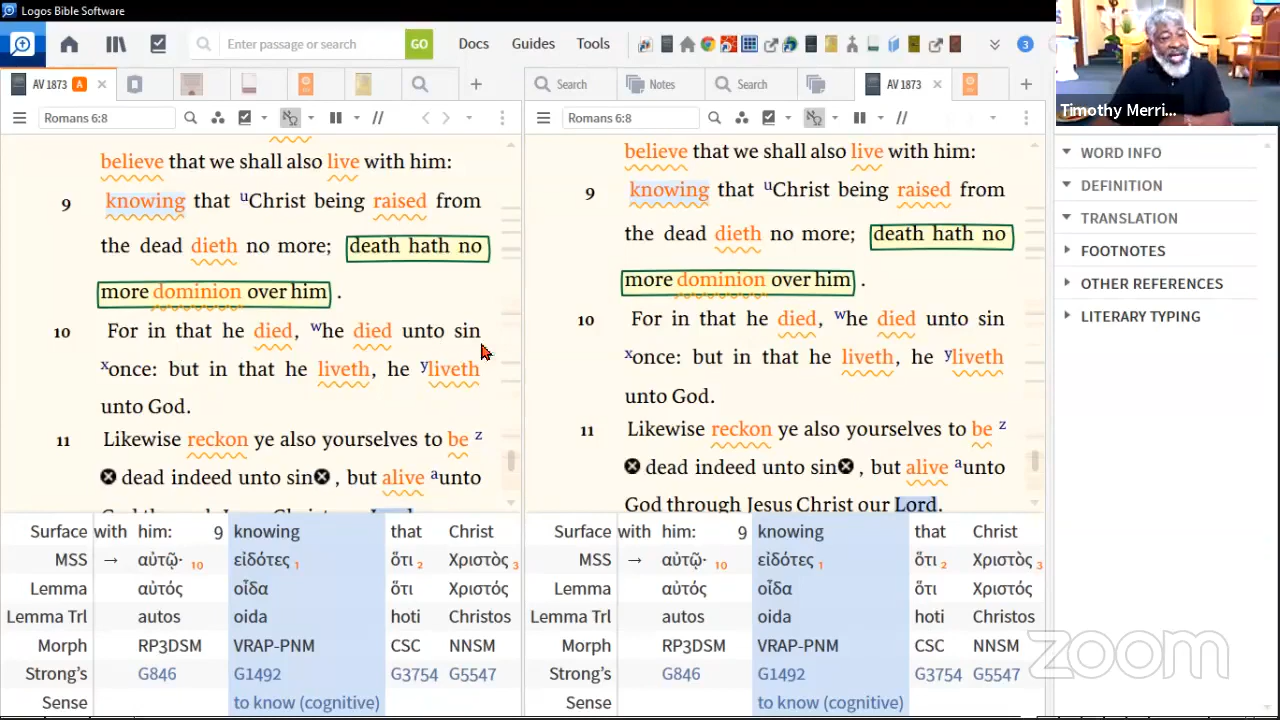 Logos Bible Software
Enter passage or search GO Docs Guides Tools 3
AV 1873 A Search Notes Search AV 1873
Romans 6:8
believe that we shall also live with him:
9 knowing that uChrist being raised from
the dead dieth no more; death hath no
more dominion over him .
10 For in that he died, whe died unto sin
xonce: but in that he liveth, he yliveth
unto God.
11 Likewise reckon ye also yourselves to be z
dead indeed unto sin , but alive aunto
Surface with him: 9 knowing that Christ
MSS → αὐτῷ· 10 εἰδότες 1 ὅτι 2 Χριστὸς 3
Lemma αὐτός οἶδα ὅτι Χριστός
Lemma Trl autos oida hoti Christos
Morph RP3DSM VRAP-PNM CSC NNSM
Strong’s G846 G1492 G3754 G5547
Sense to know (cognitive)
Romans 6:8
believe that we shall also live with him:
9 knowing that uChrist being raised from
the dead dieth no more; death hath no
more dominion over him .
10 For in that he died, whe died unto sin
xonce: but in that he liveth, he yliveth
unto God.
11 Likewise reckon ye also yourselves to be z
dead indeed unto sin , but alive aunto
God through Jesus Christ our Lord.
Surface with him: 9 knowing that Christ
MSS → αὐτῷ· 10 εἰδότες 1 ὅτι 2 Χριστὸς 3
Lemma αὐτός οἶδα ὅτι Χριστός
Lemma Trl autos oida hoti Christos
Morph RP3DSM VRAP-PNM CSC NNSM
Strong’s G846 G1492 G3754 G5547
Sense to know (cognitive)
Timothy Merri...
WORD INFO
DEFINITION
TRANSLATION
FOOTNOTES
OTHER REFERENCES
LITERARY TYPING
zoom